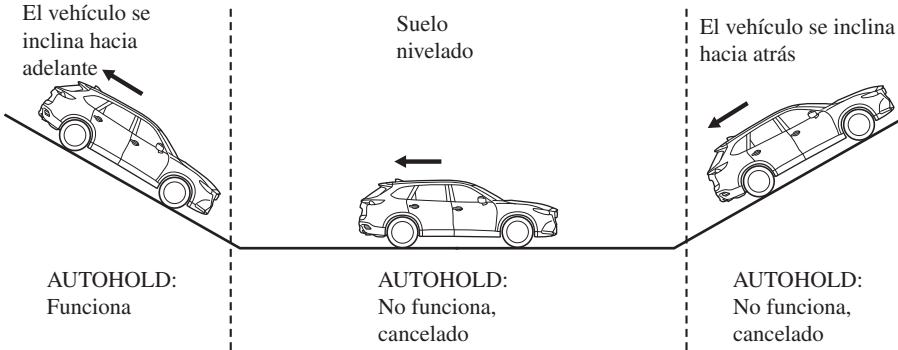 El vehículo se
inclina hacia
adelante
Suelo
nivelado
El vehículo se inclina
hacia atrás
AUTOHOLD:
Funciona
AUTOHOLD:
No funciona,
cancelado
AUTOHOLD:
No funciona,
cancelado